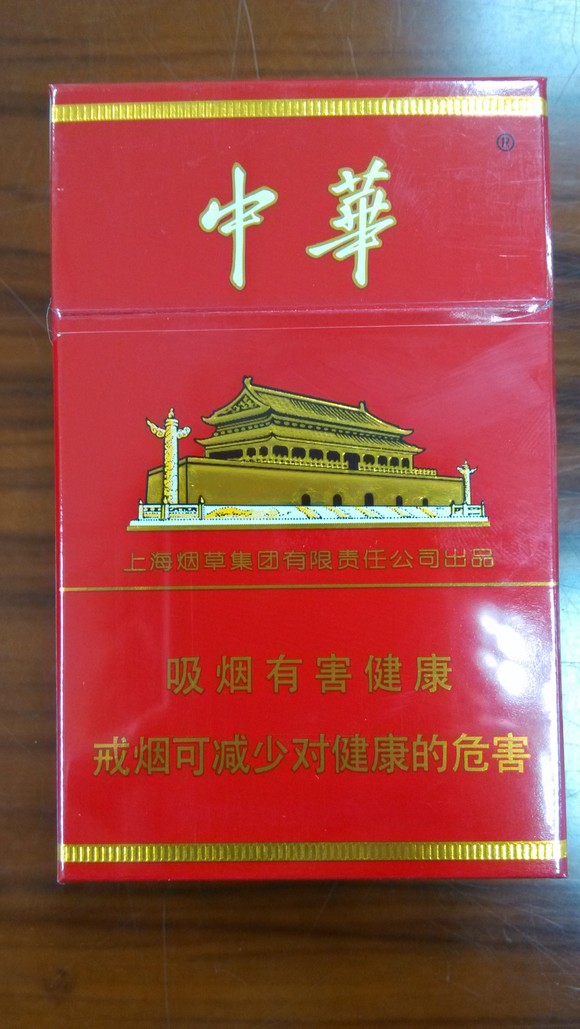 ®
中華
上海烟草集团有限责任公司出品
吸烟有害健康
戒烟可减少对健康的危害